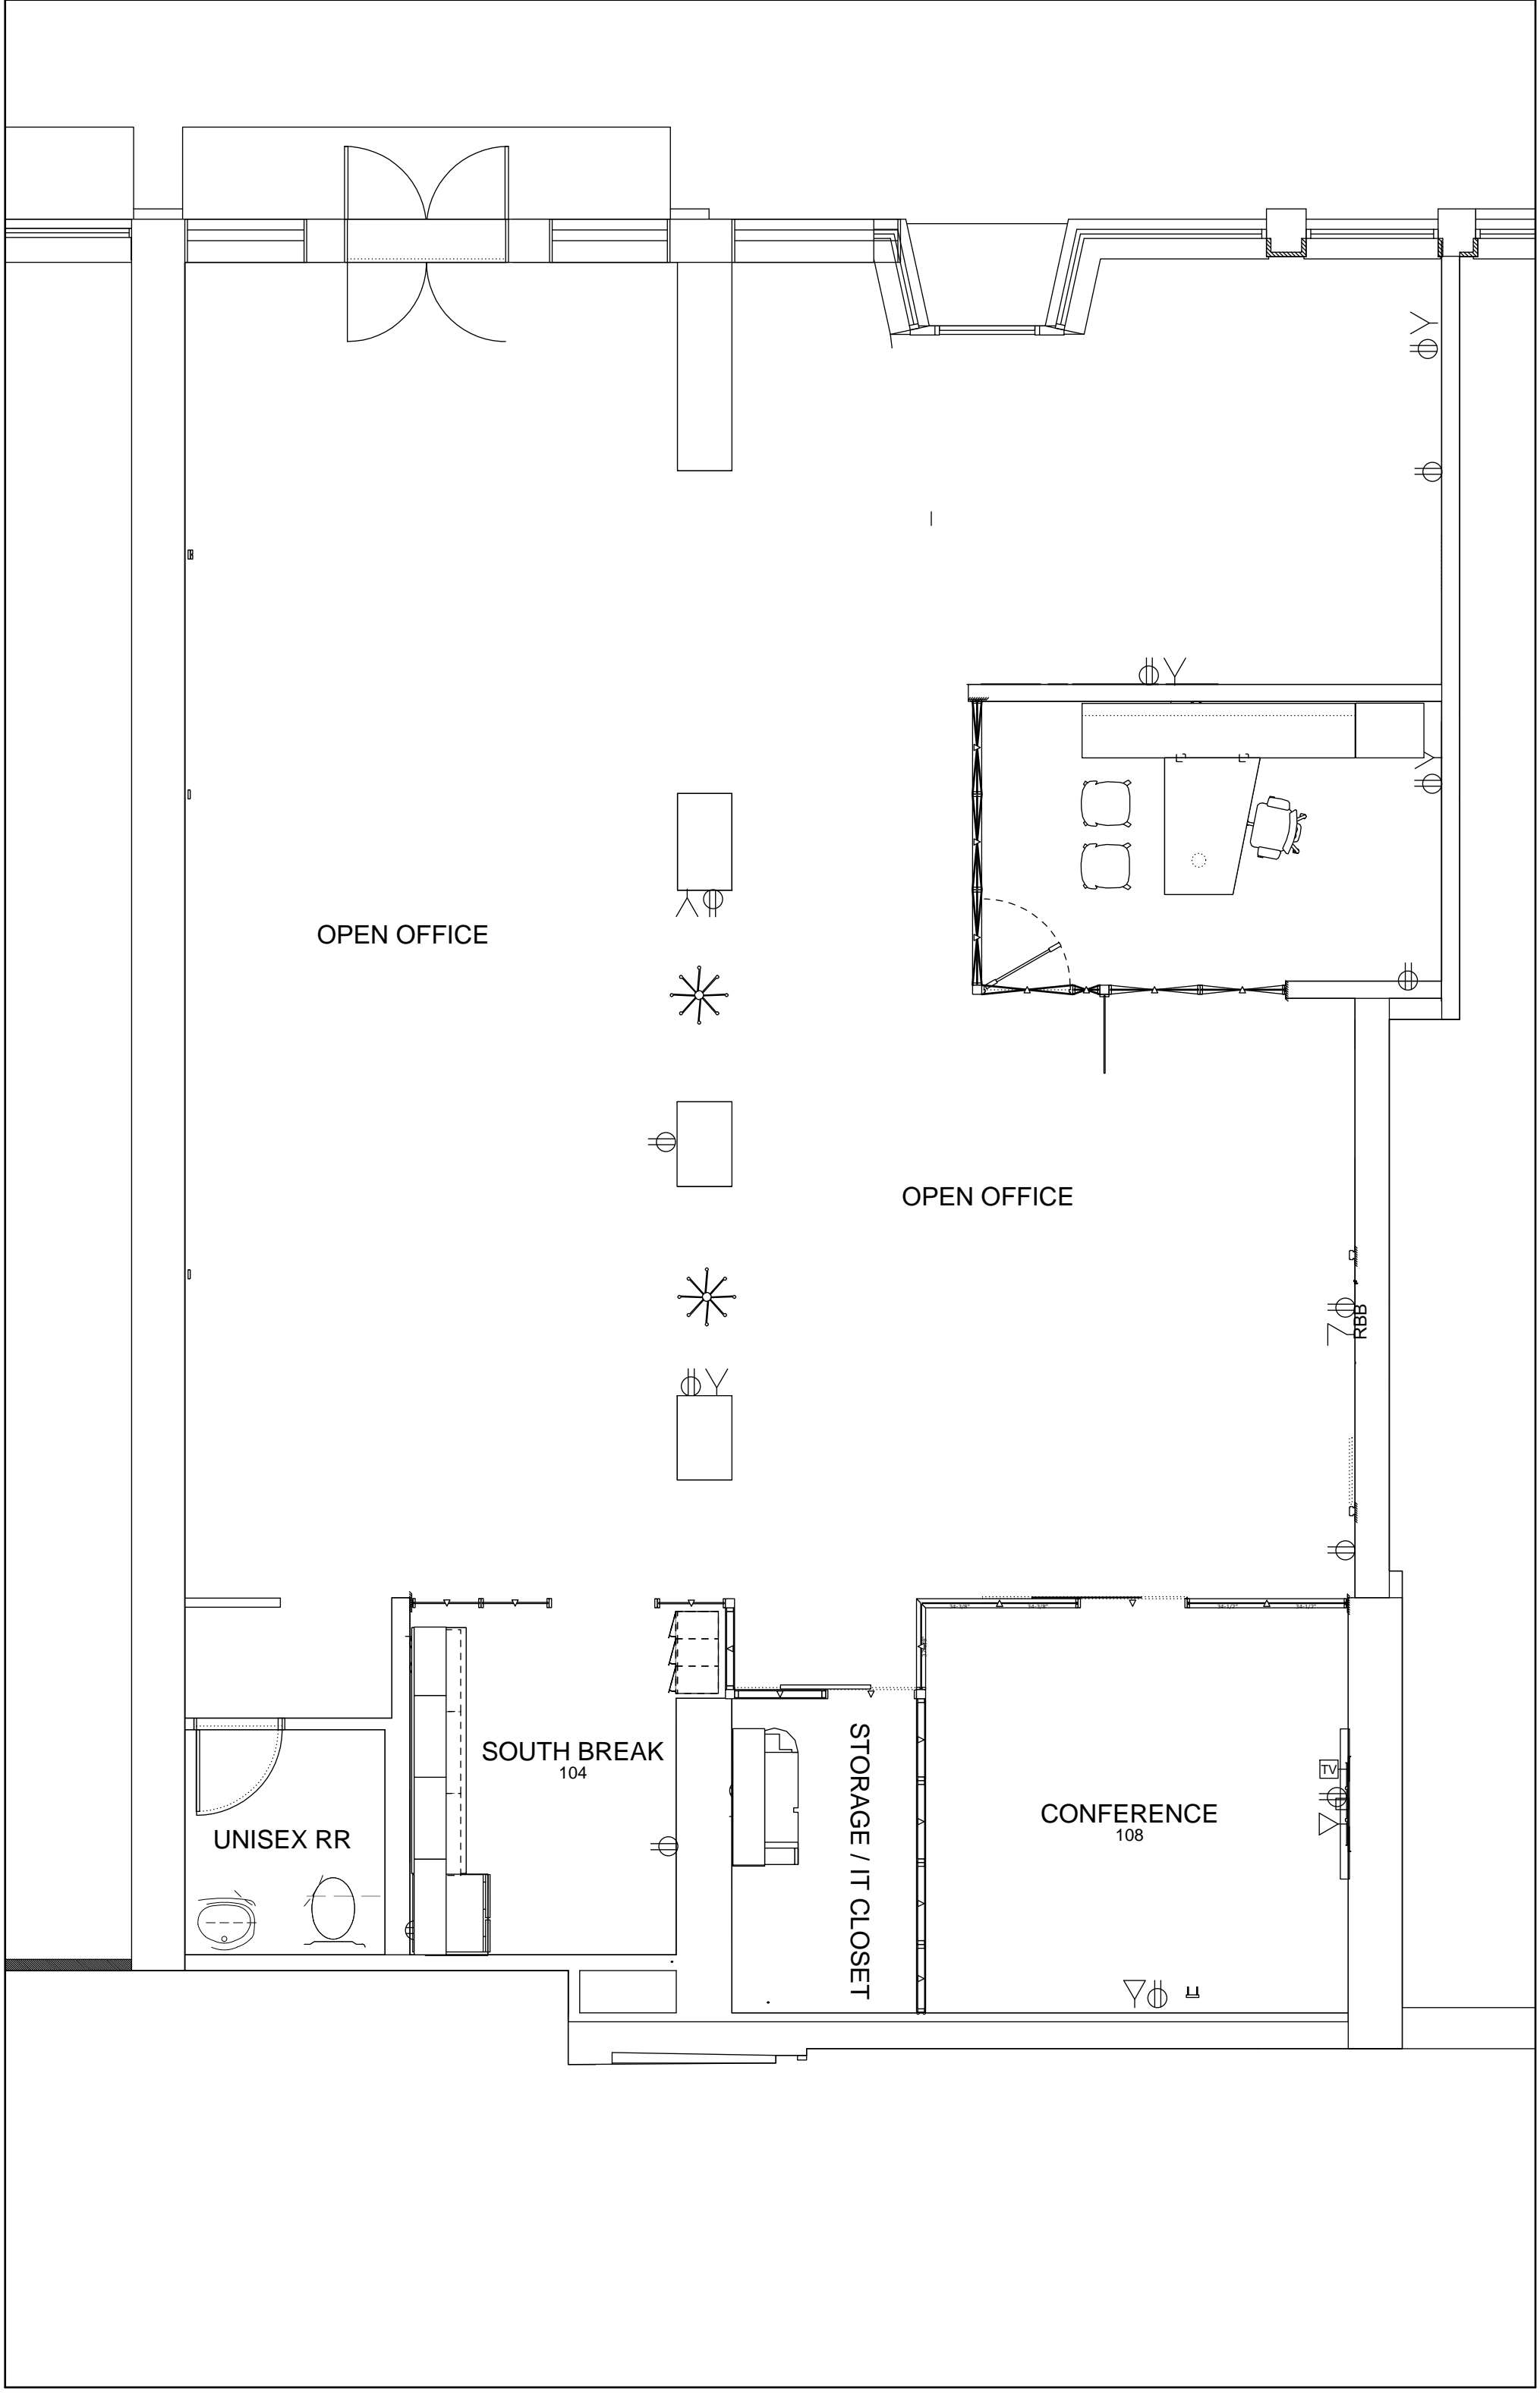 OPEN OFFICE
OPEN OFFICE
RBB
SOUTH BREAK
104
STORAGE / IT CLOSET
TV
CONFERENCE
108
UNISEX RR